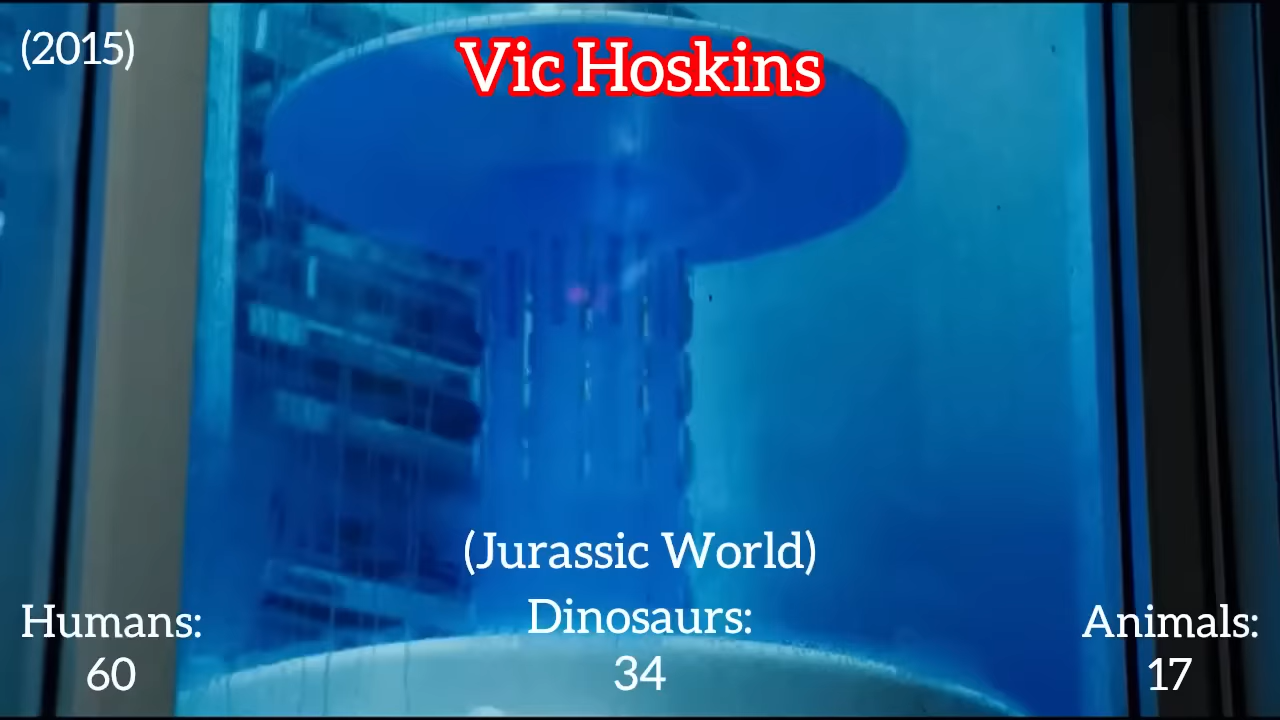 (2015)
Vic Hoskins
(Jurassic World)
Humans:
60
Dinosaurs:
34
Animals:
17